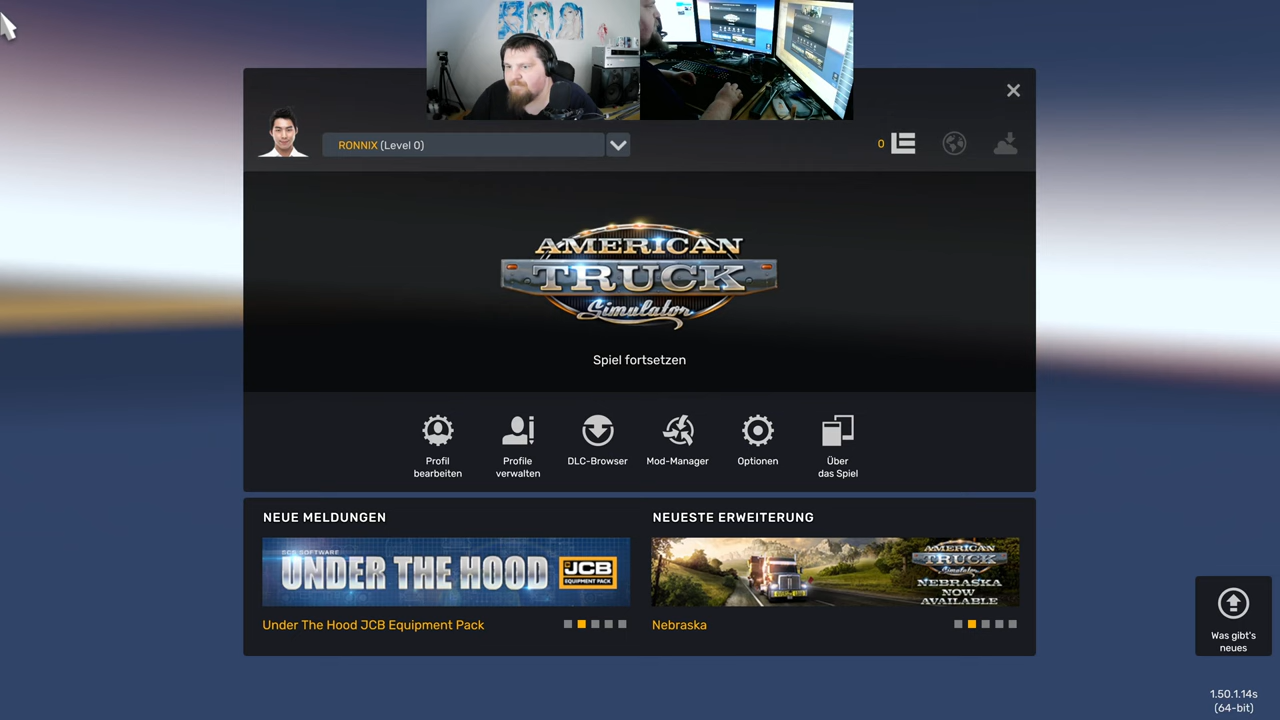 RONNIX (Level 0)
0
AMERICAN
TRUCK
Simulator
Spiel fortsetzen
Profil
bearbeiten
Profile
verwalten
DLC-Browser
Mod-Manager
Optionen
Über
das Spiel
NEUE MELDUNGEN
SCS SOFTWARE
UNDER THE HOOD
JCB
EQUIPMENT PACK
Under The Hood JCB Equipment Pack
NEUESTE ERWEITERUNG
AMERICAN
TRUCK
Simulator
NEBRASKA
NOW
AVAILABLE
Nebraska
Was gibt's
neues
1.50.1.14s
(64-bit)